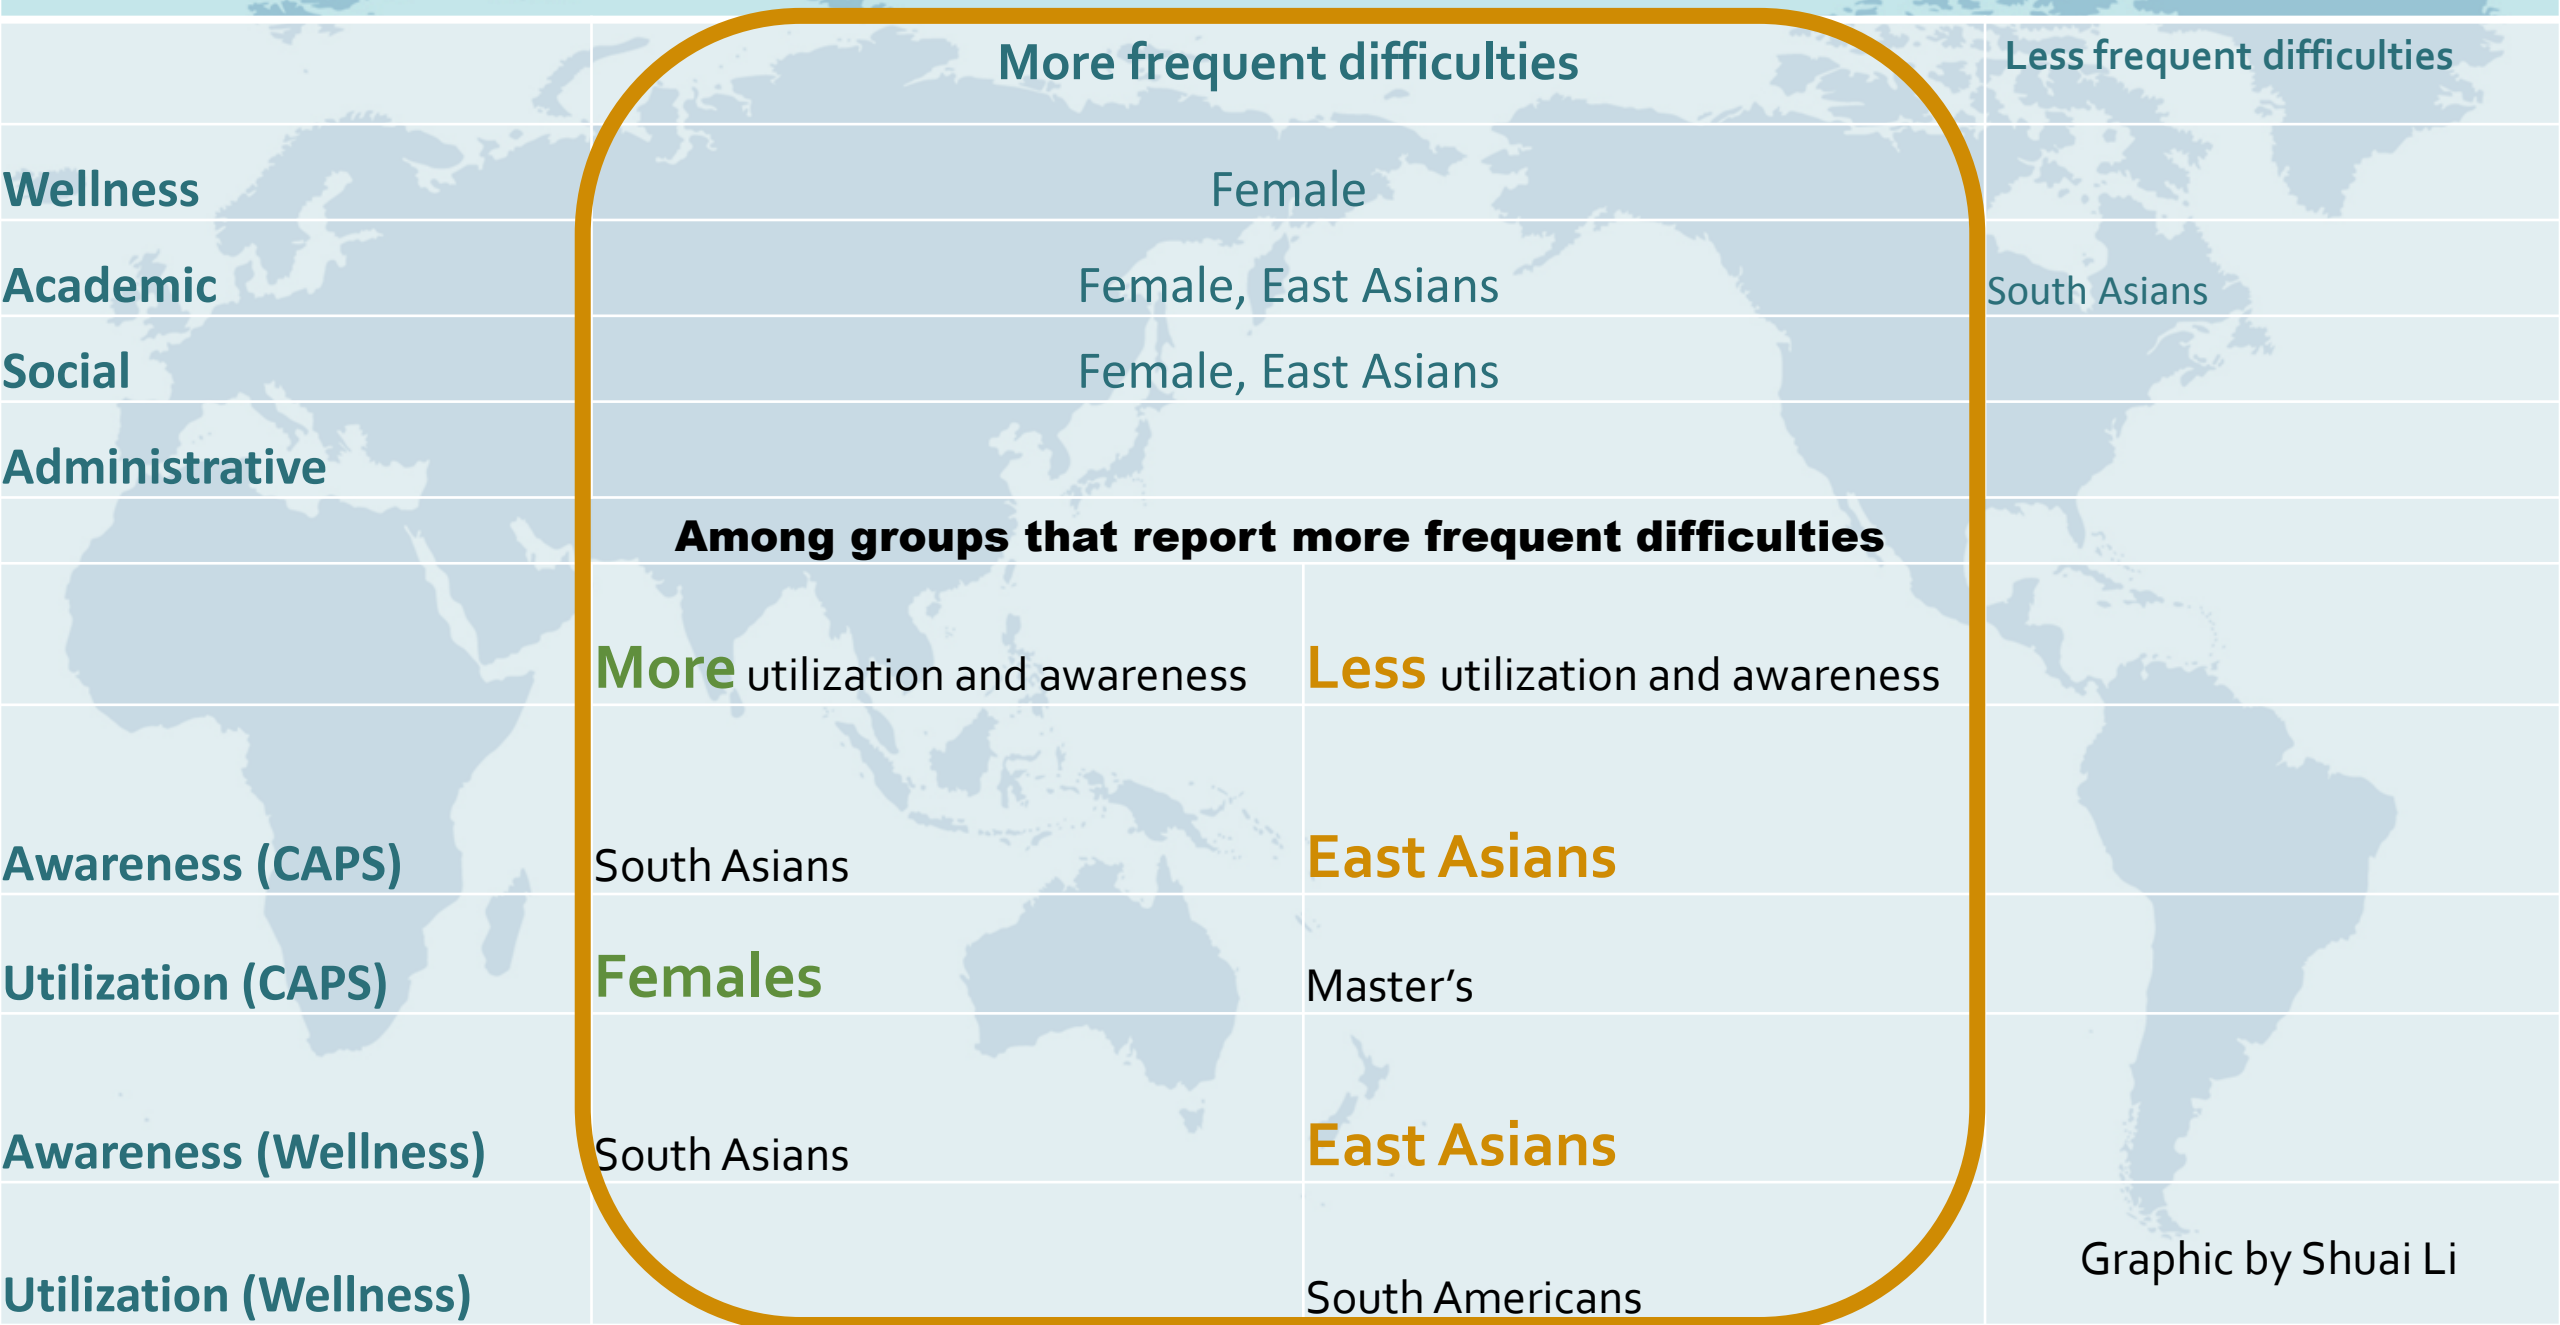 More frequent difficulties Less frequent difficulties
Wellness Female
Academic Female, East Asians South Asians
Social Female, East Asians
Administrative
Among groups that report more frequent difficulties
More utilization and awareness Less utilization and awareness
Awareness (CAPS) South Asians East Asians
Utilization (CAPS) Females Master’s
Awareness (Wellness) South Asians East Asians
Utilization (Wellness) South Americans
Graphic by Shuai Li